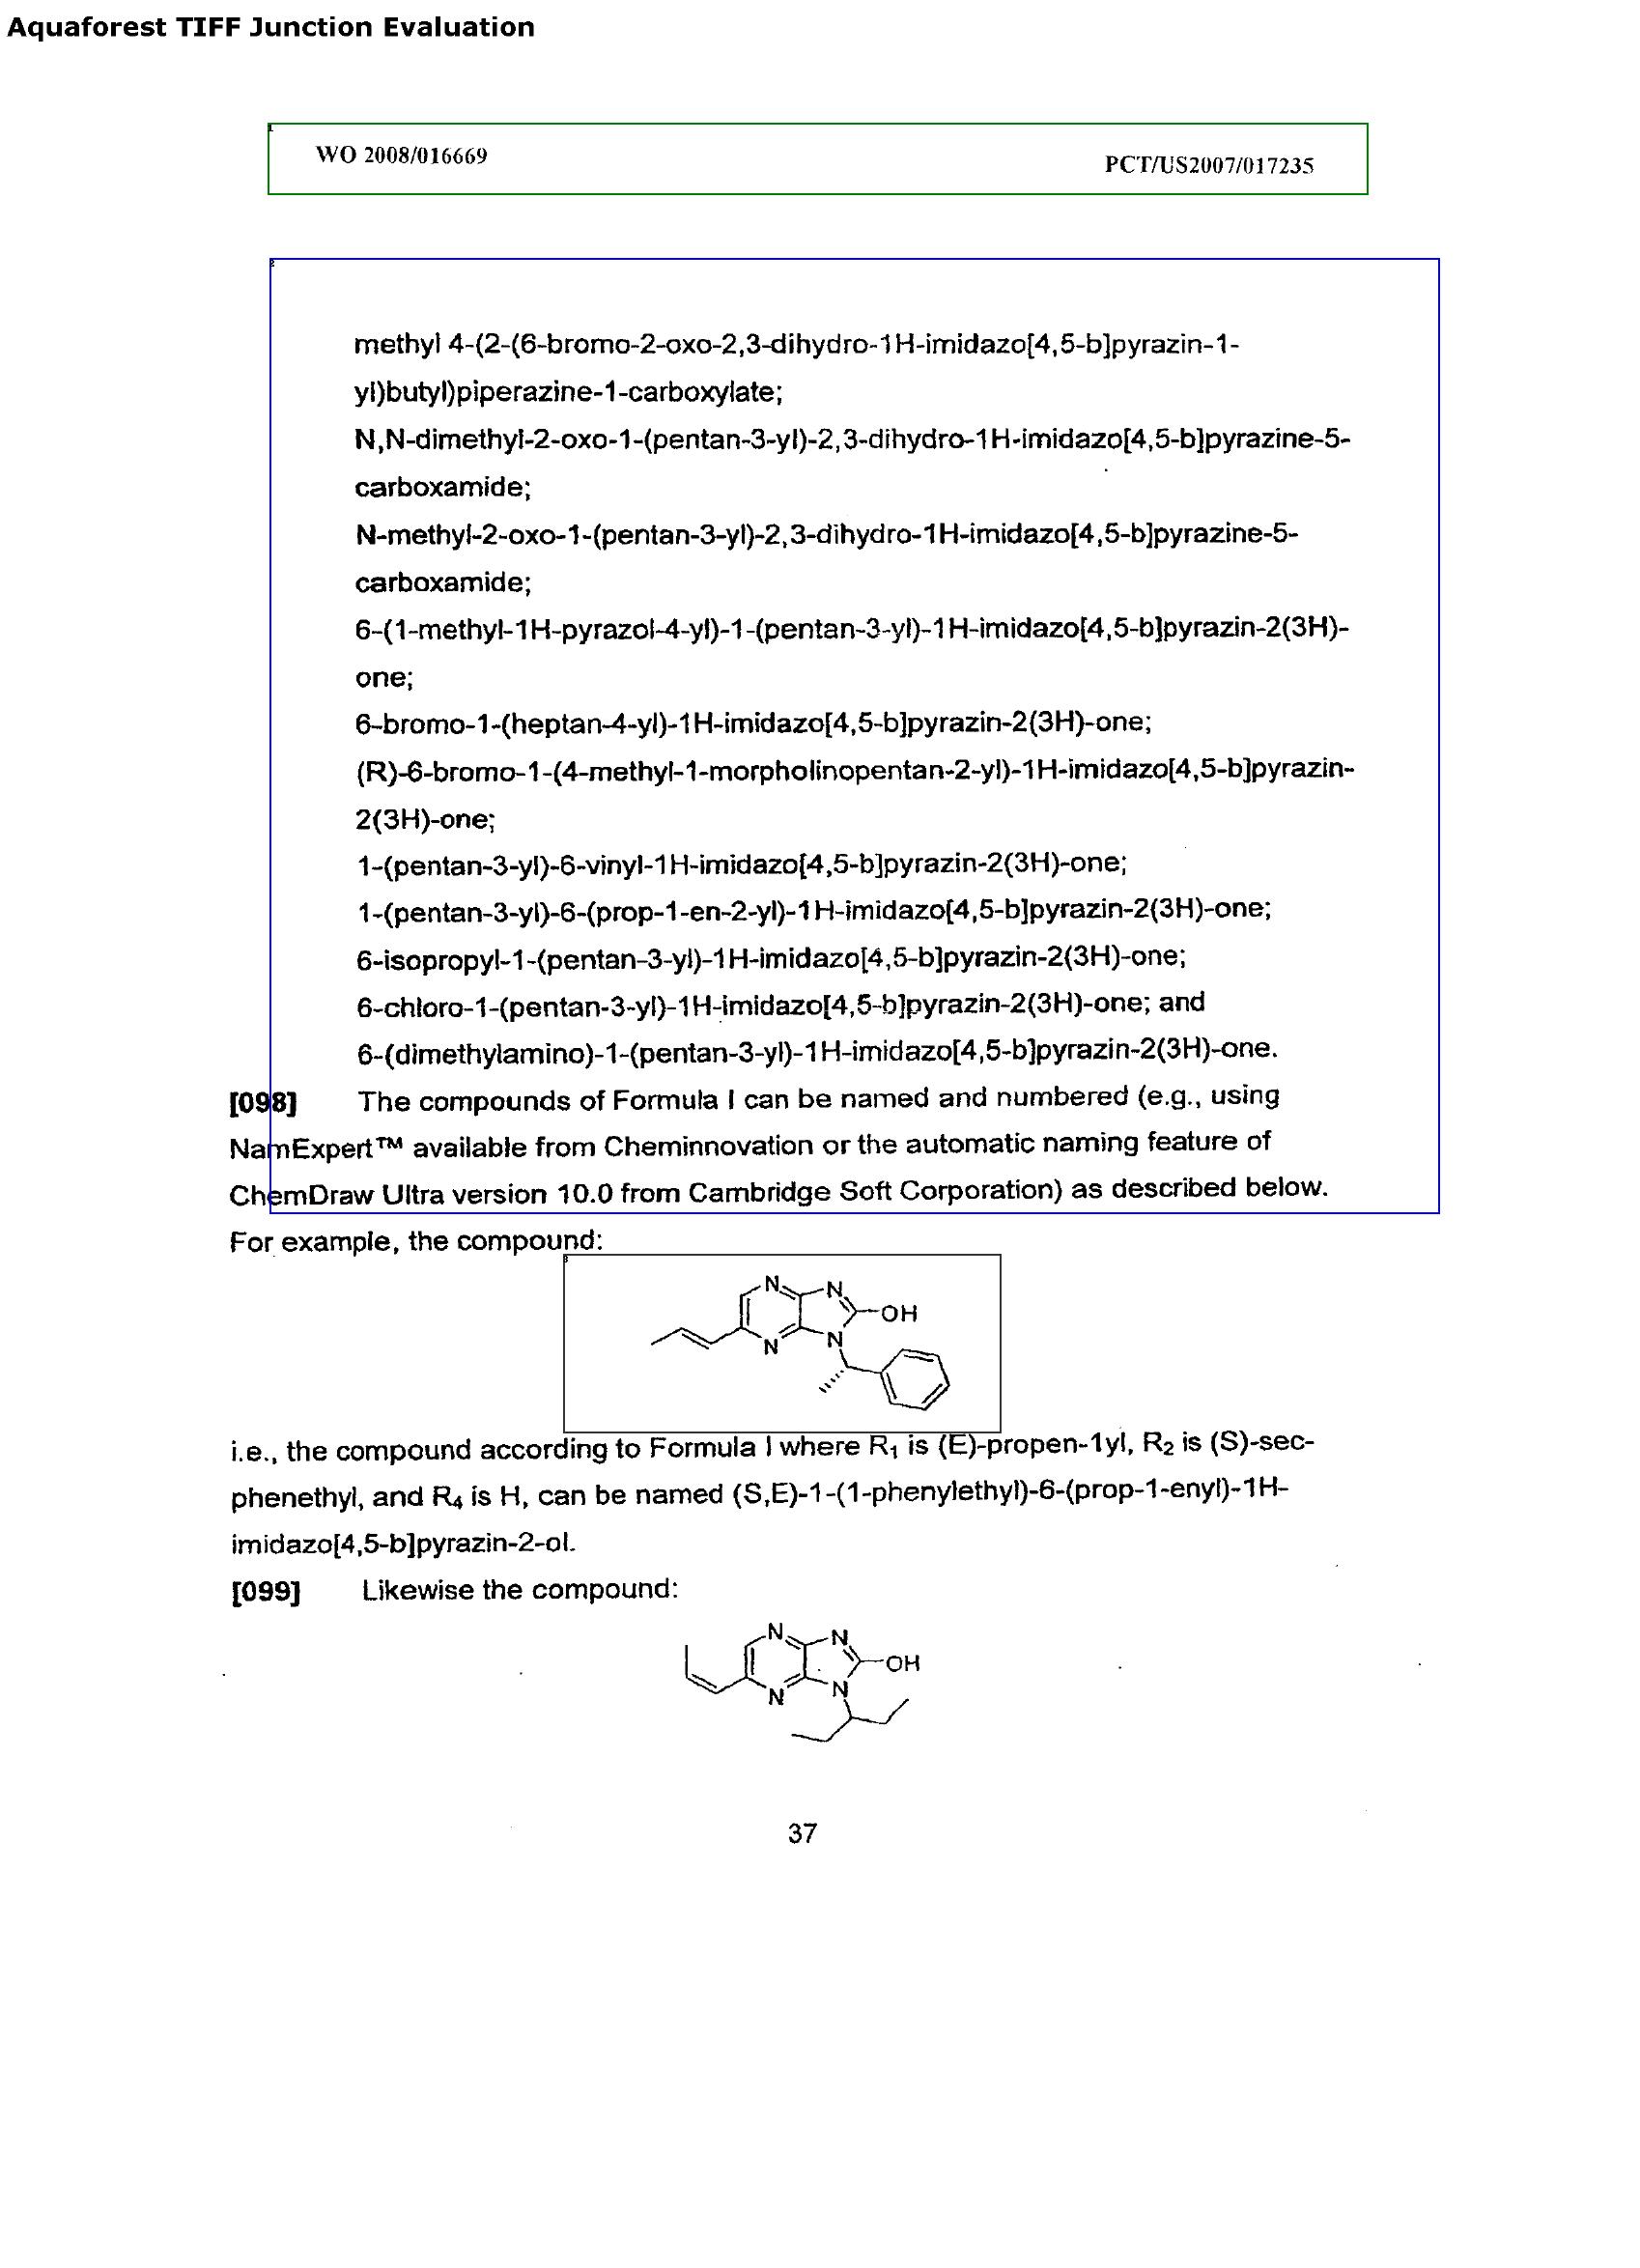 Aquaforest TIFF Junction Evaluation
WO 2008/016669
PCT/US2007/017235
methyl 4-(2-(6-bromo-2-oxo-2,3-dihydro-1H-imidazo[4,5-b]pyrazin-1-
yl)butyl)piperazine-1-carboxylate;
N,N-dimethyl-2-oxo-1-(pentan-3-yl)-2,3-dihydro-1H-imidazo[4,5-b]pyrazine-5-
carboxamide;
N-methyl-2-oxo-1-(pentan-3-yl)-2,3-dihydro-1H-imidazo[4,5-b]pyrazine-5-
carboxamide;
6-(1-methyl-1H-pyrazol-4-yl)-1-(pentan-3-yl)-1H-imidazo[4,5-b]pyrazin-2(3H)-
one;
6-bromo-1-(heptan-4-yl)-1H-imidazo[4,5-b]pyrazin-2(3H)-one;
(R)-6-bromo-1-(4-methyl-1-morpholinopentan-2-yl)-1H-imidazo[4,5-b]pyrazin-
2(3H)-one;
1-(pentan-3-yl)-6-vinyl-1H-imidazo[4,5-b]pyrazin-2(3H)-one;
1-(pentan-3-yl)-6-(prop-1-en-2-yl)-1H-imidazo[4,5-b]pyrazin-2(3H)-one;
6-isopropyl-1-(pentan-3-yl)-1H-imidazo[4,5-b]pyrazin-2(3H)-one;
6-chloro-1-(pentan-3-yl)-1H-imidazo[4,5-b]pyrazin-2(3H)-one; and
6-(dimethylamino)-1-(pentan-3-yl)-1H-imidazo[4,5-b]pyrazin-2(3H)-one.
[098] The compounds of Formula I can be named and numbered (e.g., using
NamExpert™ available from Cheminnovation or the automatic naming feature of
ChemDraw Ultra version 10.0 from Cambridge Soft Corporation) as described below.
For example, the compound:
N N
OH
N N
i.e., the compound according to Formula I where R₁ is (E)-propen-1yl, R₂ is (S)-sec-
phenethyl, and R₄ is H, can be named (S,E)-1-(1-phenylethyl)-6-(prop-1-enyl)-1H-
imidazo[4,5-b]pyrazin-2-ol.
[099] Likewise the compound:
N N
OH
N N
37